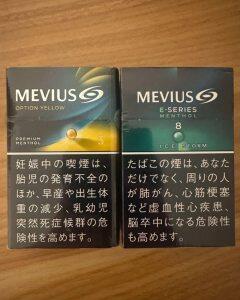 MEVIUS
OPTION YELLOW
PREMIUM
MENTHOL
5
妊娠中の喫煙は、
胎児の発育不全の
ほか、早産や出生体
重の減少、乳幼児
突然死症候群の危
険性を高めます。
MEVIUS
E-SERIES
MENTHOL
8
たばこの煙は、あなた
だけでなく、周りの人
が肺がん、心筋梗塞
など虚血性心疾患、
脳卒中になる危険性
も高めます。